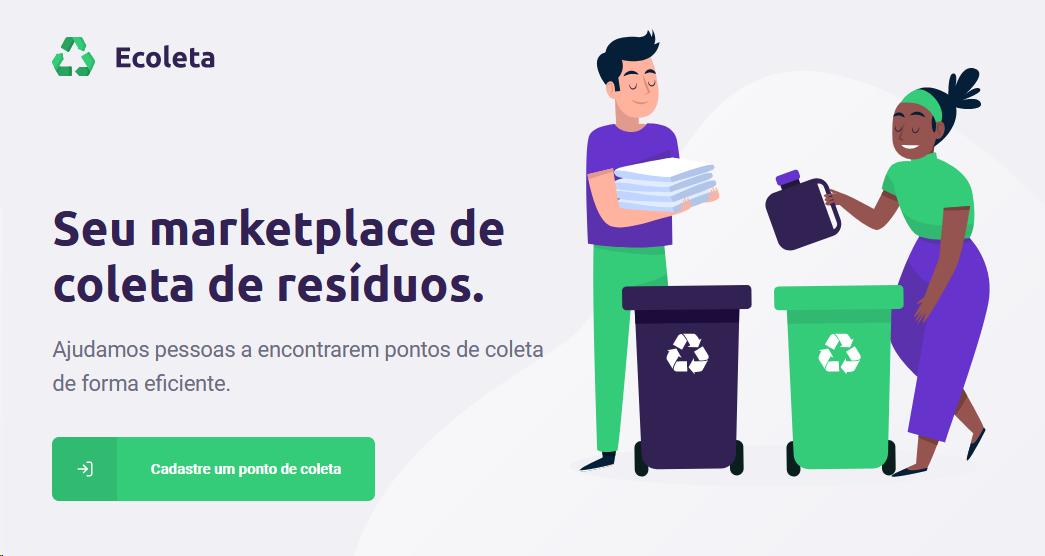 Ecoleta
Seu marketplace de
coleta de resíduos.
Ajudamos pessoas a encontrarem pontos de coleta
de forma eficiente.
Cadastre um ponto de coleta